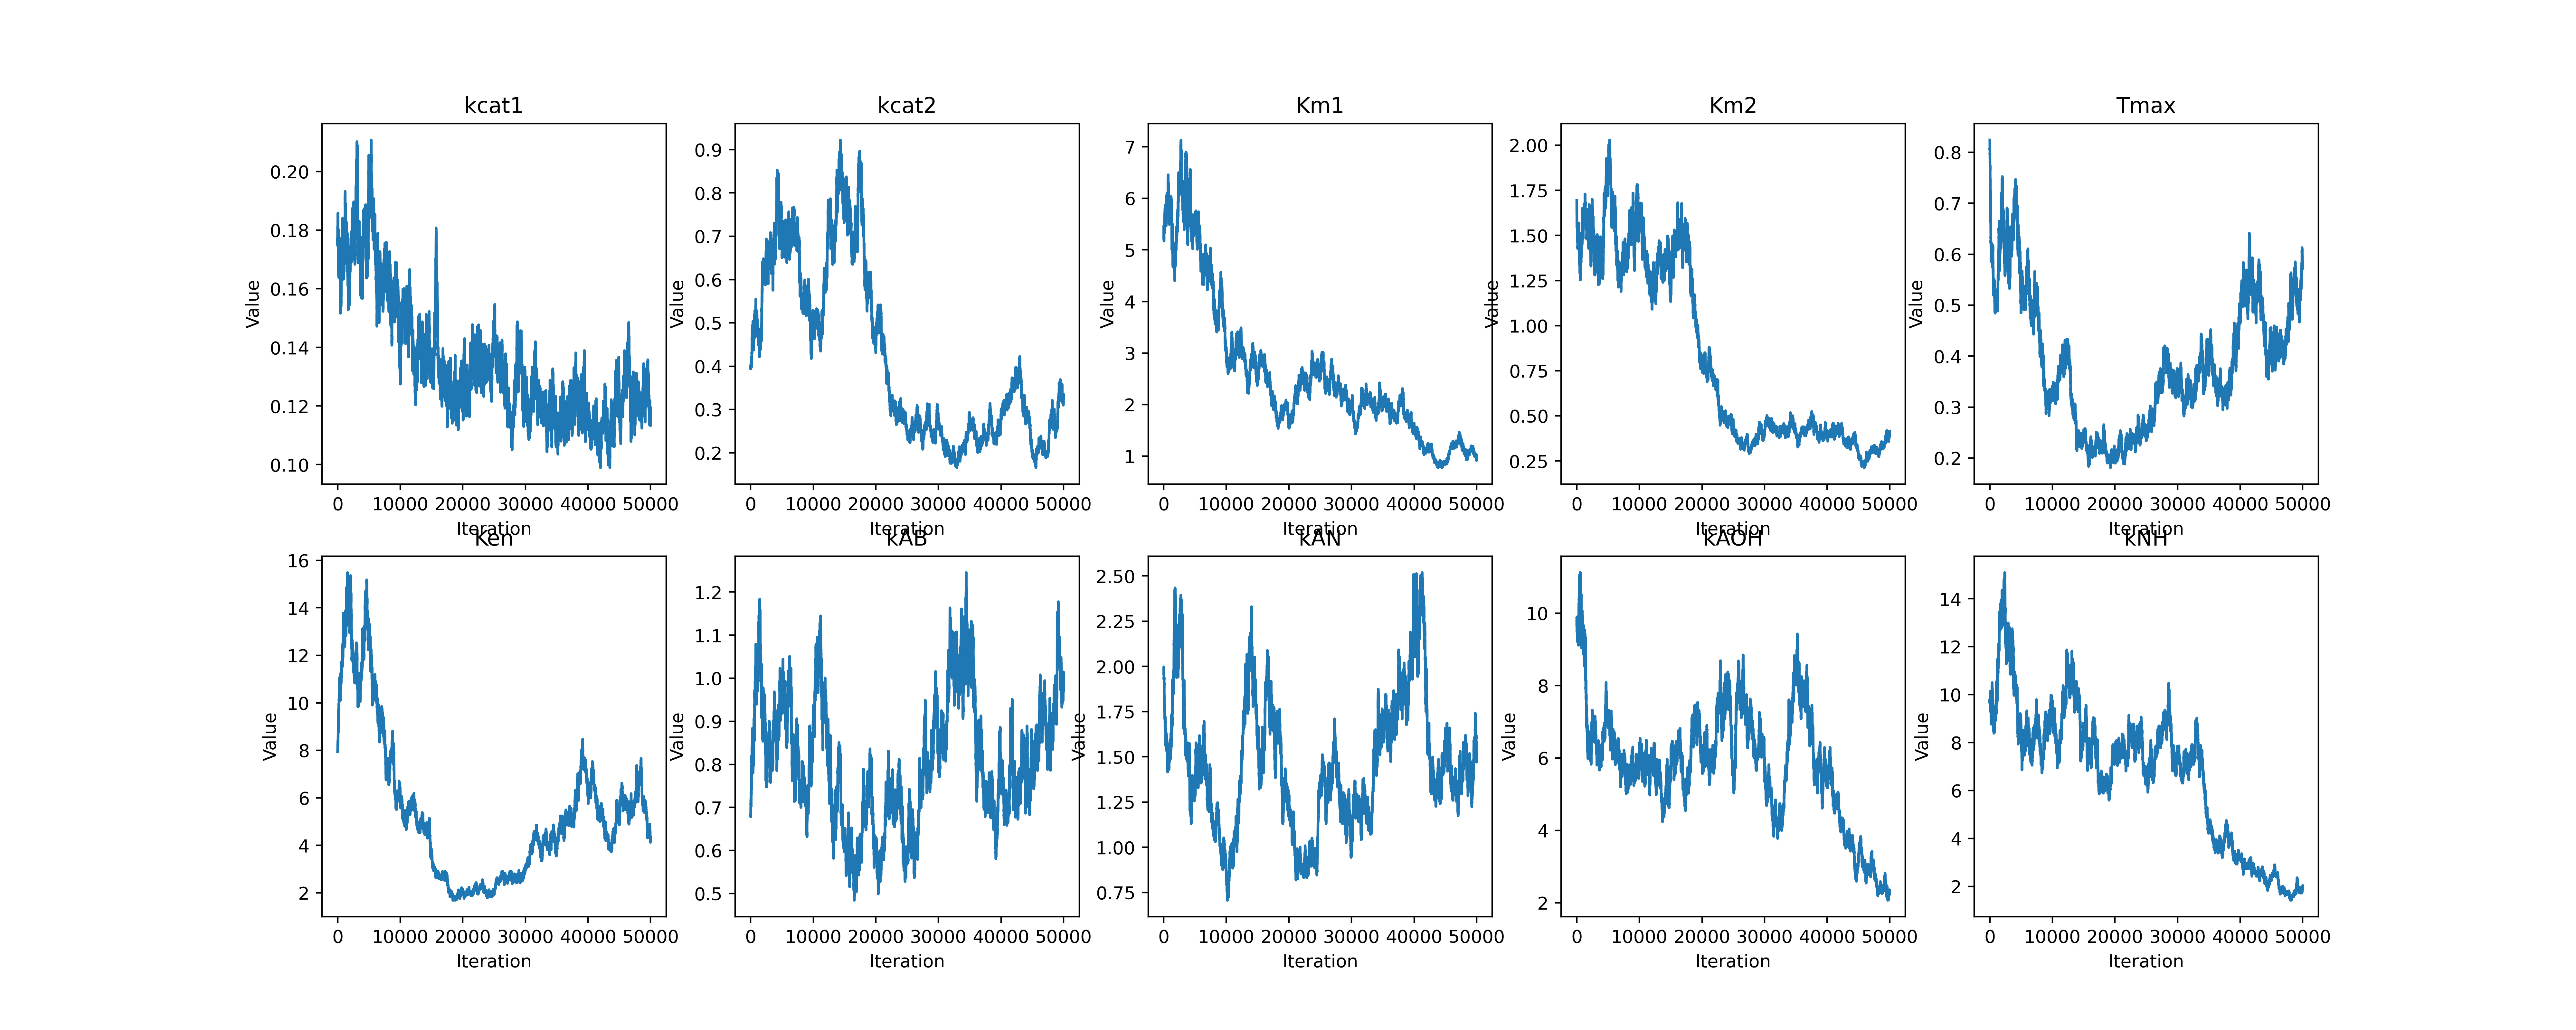 kcat1 kcat2 Km1 Km2 Tmax
Value Value Value Value Value
0.20 0.18 0.16 0.14 0.12 0.10
0.9 0.8 0.7 0.6 0.5 0.4 0.3 0.2
7 6 5 4 3 2 1
2.00 1.75 1.50 1.25 1.00 0.75 0.50 0.25
0.8 0.7 0.6 0.5 0.4 0.3 0.2
0 10000 20000 30000 40000 50000 0 10000 20000 30000 40000 50000 0 10000 20000 30000 40000 50000 0 10000 20000 30000 40000 50000 0 10000 20000 30000 40000 50000
Iteration Iteration Iteration Iteration Iteration
Ken kAB kAN kAOH kNH
Value Value Value Value Value
16 14 12 10 8 6 4 2
1.2 1.1 1.0 0.9 0.8 0.7 0.6 0.5
2.50 2.25 2.00 1.75 1.50 1.25 1.00 0.75
10 8 6 4 2
14 12 10 8 6 4 2
0 10000 20000 30000 40000 50000 0 10000 20000 30000 40000 50000 0 10000 20000 30000 40000 50000 0 10000 20000 30000 40000 50000 0 10000 20000 30000 40000 50000
Iteration Iteration Iteration Iteration Iteration